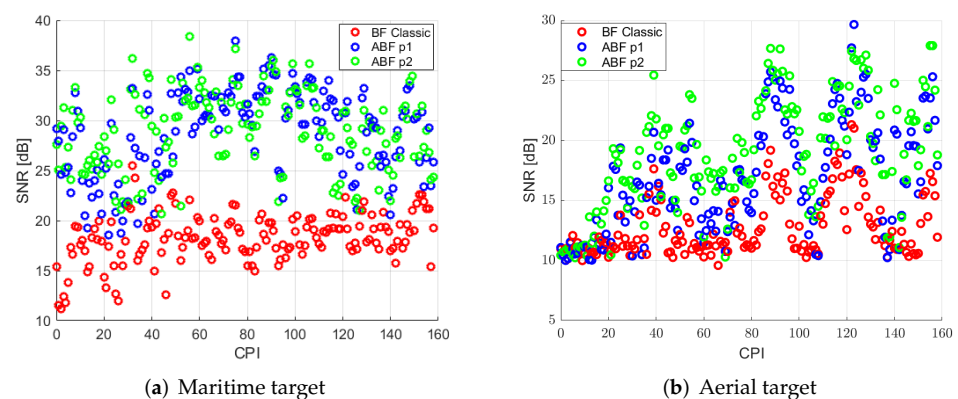 40
35
30
25
20
15
10
SNR [dB]
0 20 40 60 80 100 120 140 160
CPI
BF Classic
ABF p1
ABF p2
(a) Maritime target
30
25
20
15
10
5
SNR [dB]
0 20 40 60 80 100 120 140 160
CPI
BF Classic
ABF p1
ABF p2
(b) Aerial target